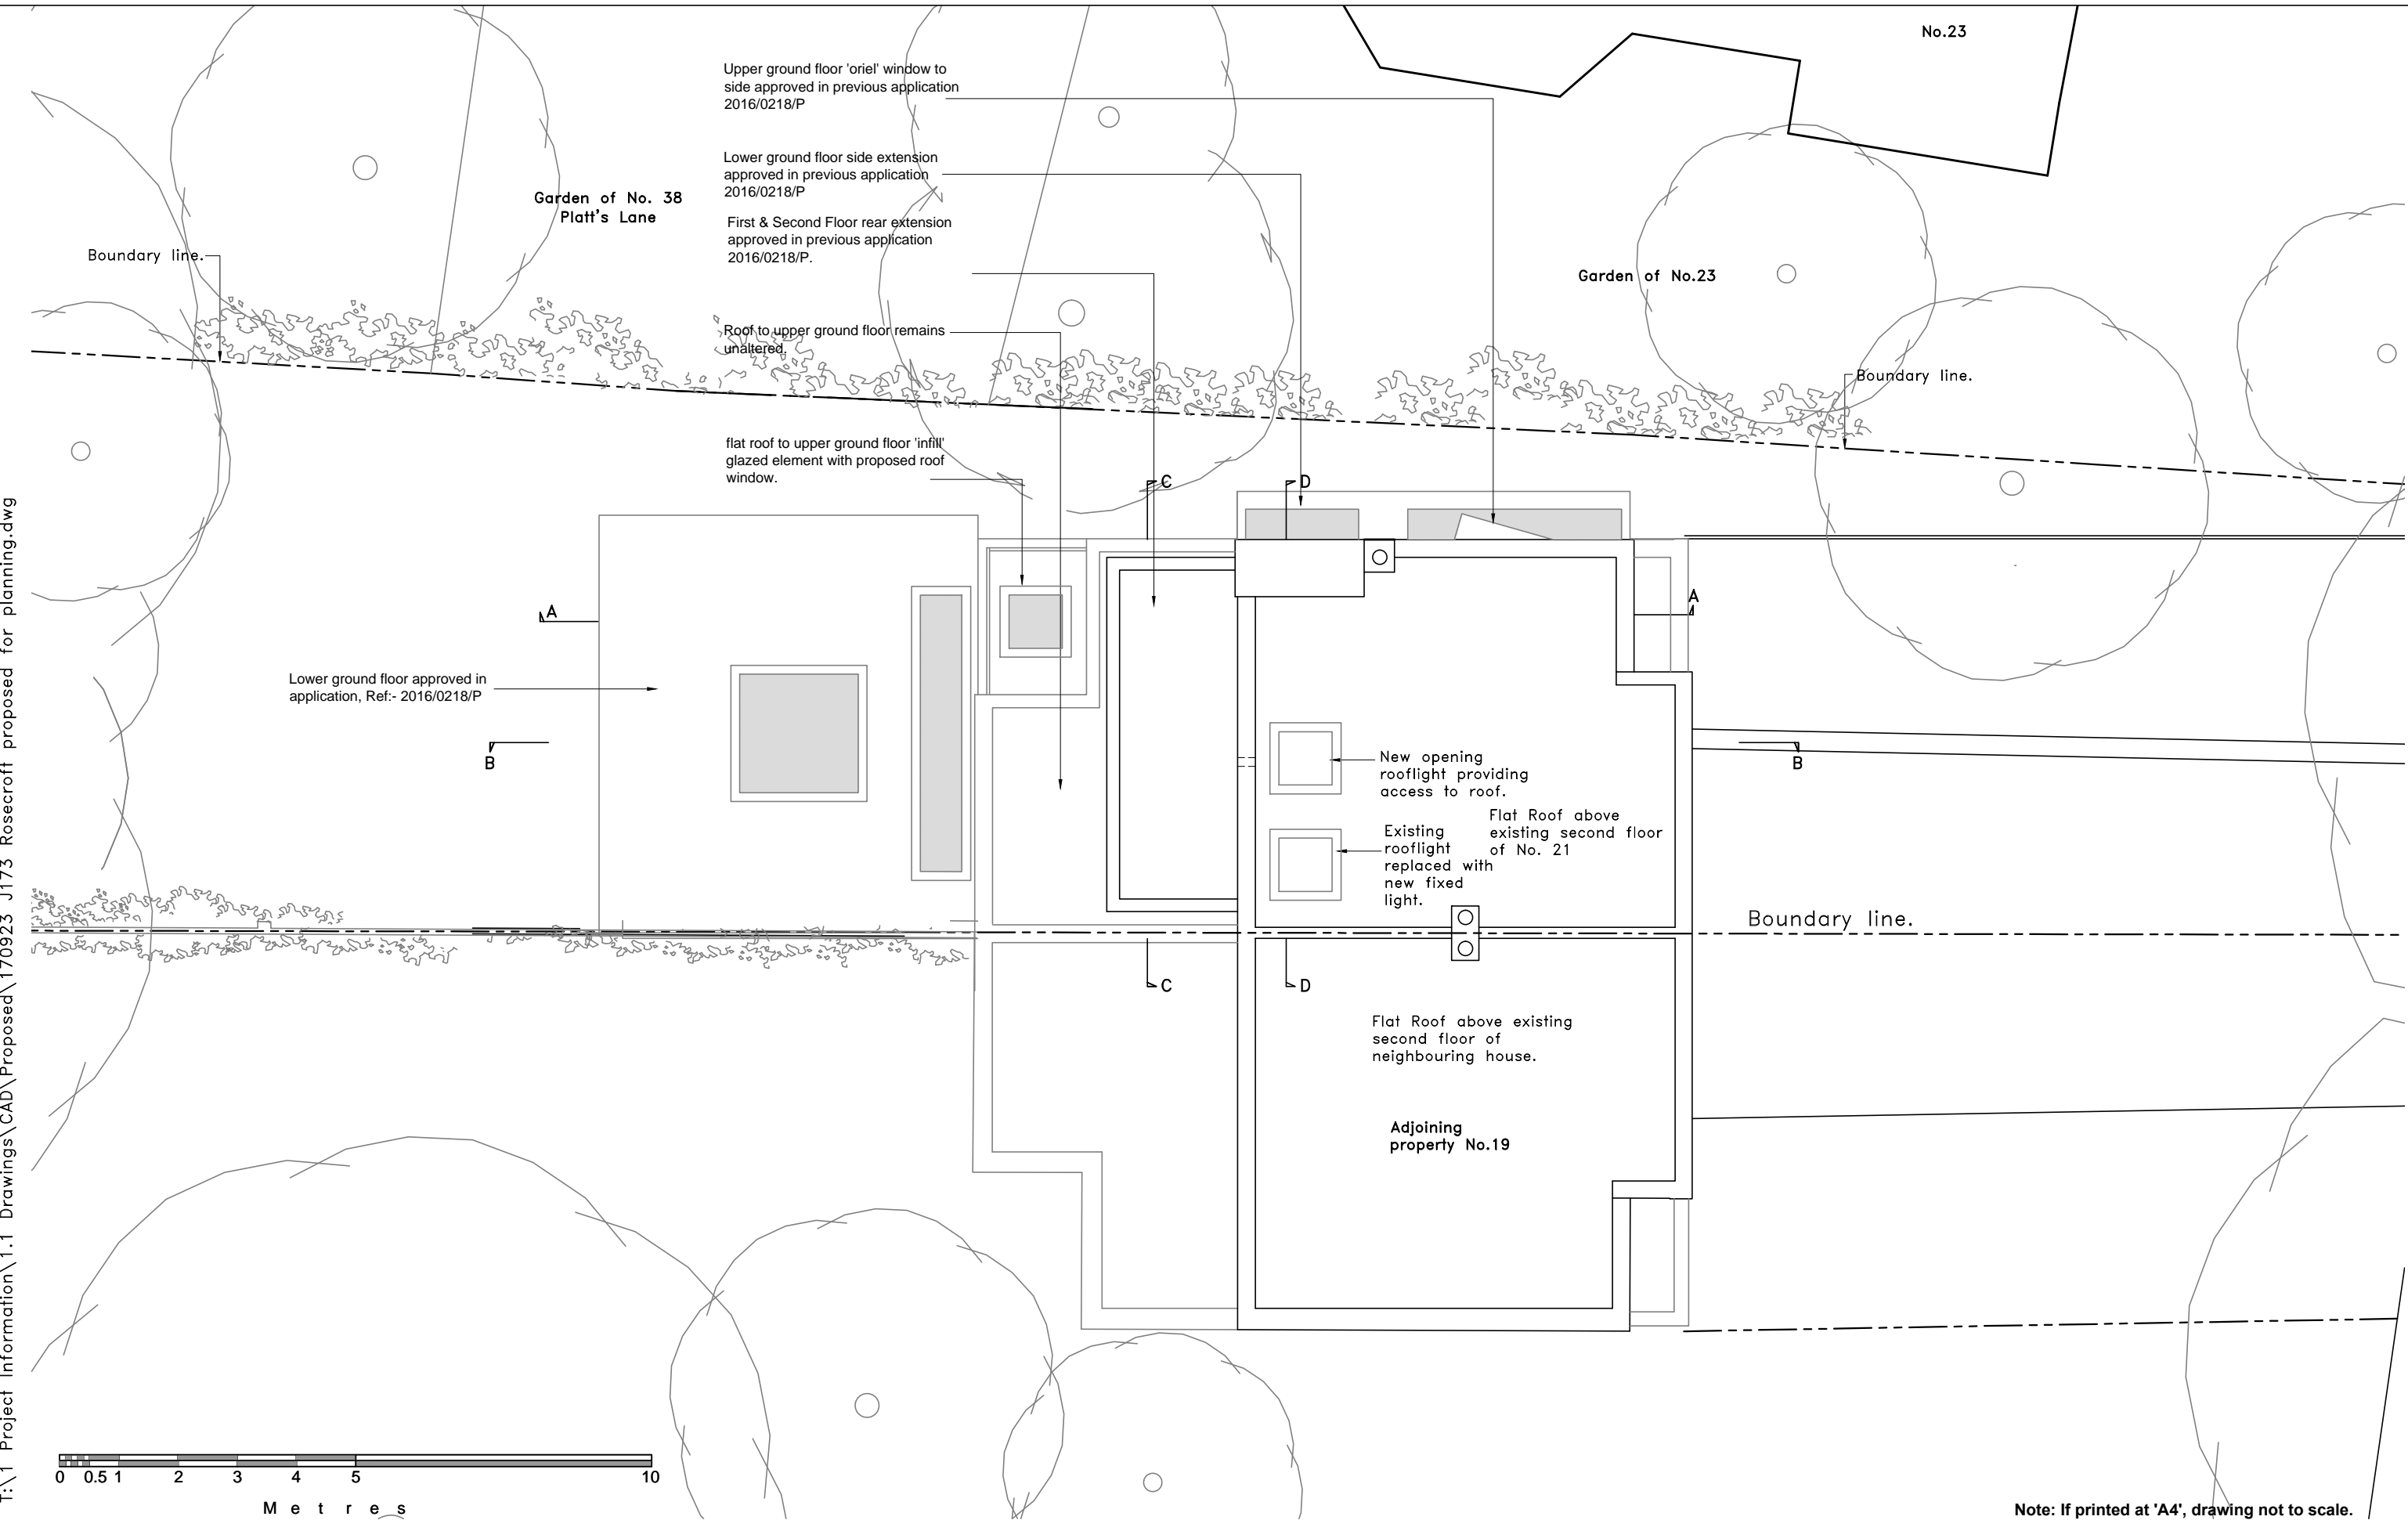 No.23
Upper ground floor 'oriel' window to
side approved in previous application
2016/0218/P
Lower ground floor side extension
approved in previous application
2016/0218/P
Garden of No. 38
Platt's Lane
First & Second Floor rear extension
approved in previous application
2016/0218/P.
Boundary line.
Garden of No.23
Roof to upper ground floor remains
unaltered.
Boundary line.
flat roof to upper ground floor 'infill'
glazed element with proposed roof
window.
C
D
A
A
Lower ground floor approved in
application, Ref:- 2016/0218/P
B
B
New opening
rooflight providing
access to roof.
Flat Roof above
existing second floor
of No. 21
Existing
rooflight
replaced with
new fixed
light.
Boundary line.
C
D
Flat Roof above existing
second floor of
neighbouring house.
Adjoining
property No.19
0 0.5 1 2 3 4 5 10
Metres
Note: If printed at 'A4', drawing not to scale.
T:\1 Project Information\1.1 Drawings\CAD\Proposed\170923 J173 Rosecroft proposed for planning.dwg